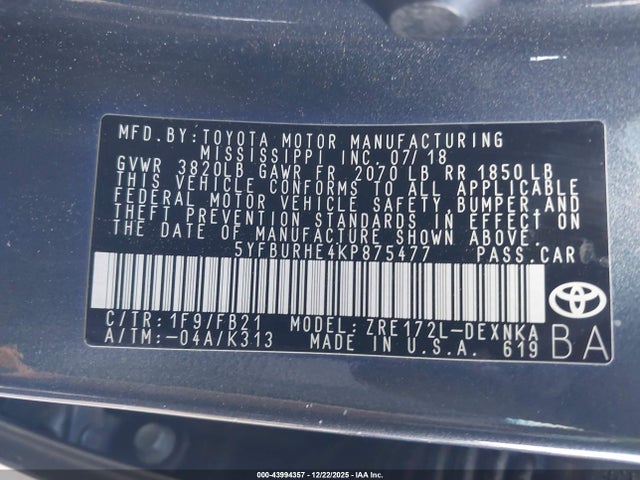 MFD.BY:TOYOTA MOTOR MANUFACTURING
MISSISSIPPI INC.07/18
GVWR 3820LB GAWR FR 2070 LB RR 1850LB
THIS VEHICLE CONFORMS TO ALL APPLICABLE
FEDERAL MOTOR VEHICLE SAFETY, BUMPER AND
THEFT PREVENTION STANDARDS IN EFFECT ON
THE DATE OF MANUFACTURE SHOWN ABOVE.
5YFBURHE4KP875477 PASS.CAR
C/TR:1F9/FB21 MODEL:ZRE172L-DEXNKA
A/TM:-04A/K313 MADE IN U.S.A. 619
BA
000-43994357 - 12/22/2025 - IAA Inc.